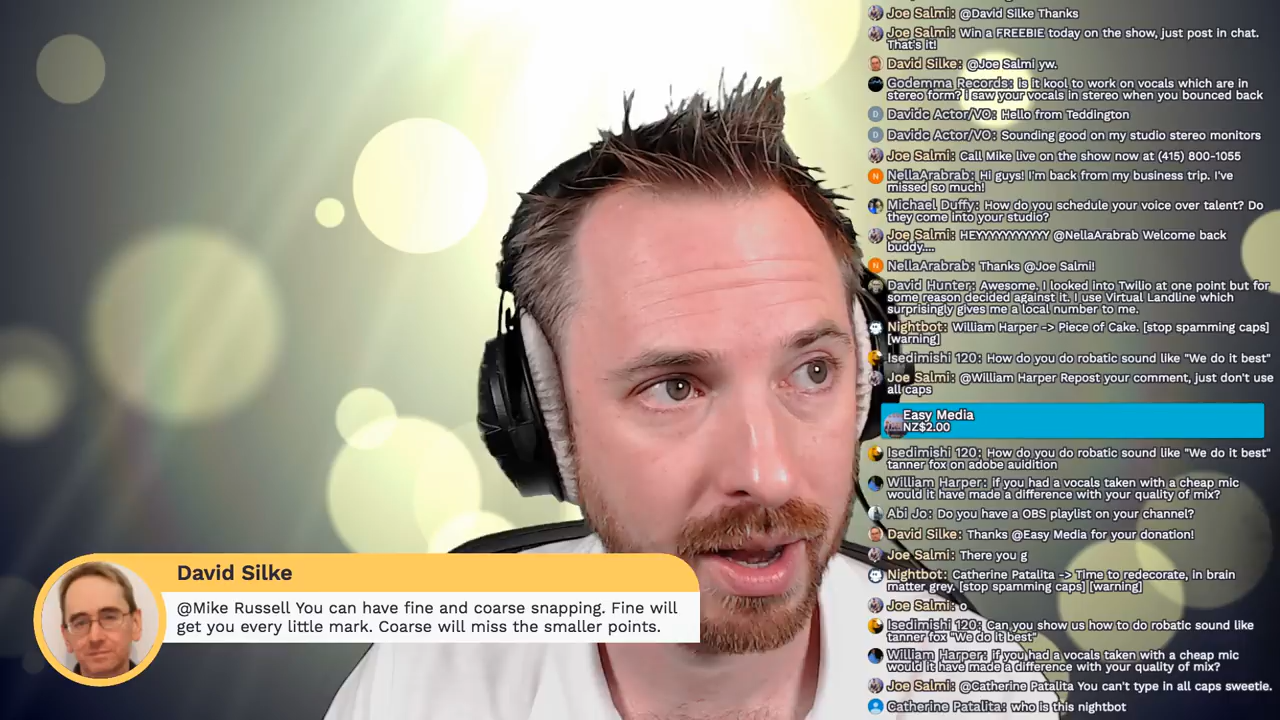 Joe Salmi: @David Silke Thanks
Joe Salmi: Win a FREEBIE today on the show, just post in chat.
That's it!
David Silke: @Joe Salmi yw.
Godemma Records: is it kool to work on vocals which are in
stereo form? i saw your vocals in stereo when you bounced back
D Davidc Actor/VO: Hello from Teddington
D Davidc Actor/VO: Sounding good on my studio stereo monitors
Joe Salmi: Call Mike live on the show now at (415) 800-1055
N NellaArabrab: Hi guys! I'm back from my business trip. I've
missed so much!
Michael Duffy: How do you schedule your voice over talent? Do
they come into your studio?
Joe Salmi: HEYYYYYYYYYY @NellaArabrab Welcome back
buddy....
N NellaArabrab: Thanks @Joe Salmi!
David Hunter: Awesome. I looked into Twilio at one point but for
some reason decided against it. I use Virtual Landline which
surprisingly gives me a local number to me.
Nightbot: William Harper -> Piece of Cake. [stop spamming caps]
[warning]
Isedimishi 120: How do you do robatic sound like "We do it best"
Joe Salmi: @William Harper Repost your comment, just don't use
all caps
Easy Media
NZ$2.00
Isedimishi 120: How do you do robatic sound like "We do it best"
tanner fox on adobe auidition
William Harper: if you had a vocals taken with a cheap mic
would it have made a difference with your quality of mic?
Abi Jo: Do you have a OBS playlist on your channel?
David Silke: Thanks @Easy Media for your donation!
Joe Salmi: There you g
Nightbot: Catherine Patalita -> Time to redecorate, in brain
matter grey. [stop spamming caps] [warning]
Joe Salmi: o
Isedimishi 120: Can you show us how to do robatic sound like
tanner fox "We do it best"
William Harper: if you had a vocals taken with a cheap mic
would it have made a difference with your quality of mic?
Joe Salmi: @Catherine Patalita You can't type in all caps sweetie.
Catherine Patalita: who is this nightbot
David Silke
@Mike Russell You can have fine and coarse snapping. Fine will
get you every little mark. Coarse will miss the smaller points.